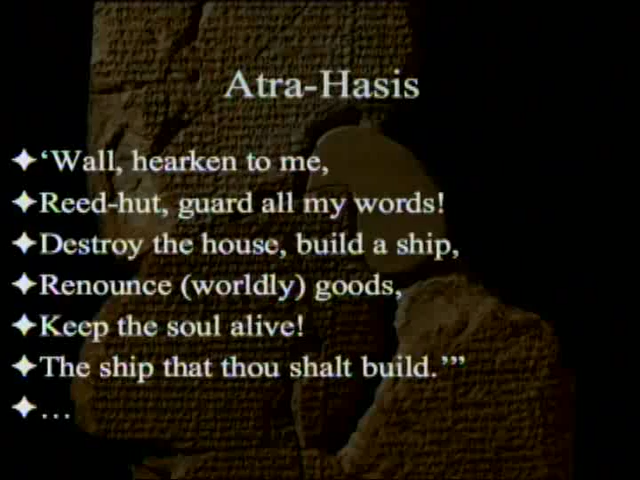 Atra-Hasis
✦‘Wall, hearken to me,
✦Reed-hut, guard all my words!
✦Destroy the house, build a ship,
✦Renounce (worldly) goods,
✦Keep the soul alive!
✦The ship that thou shalt build.’”
✦…